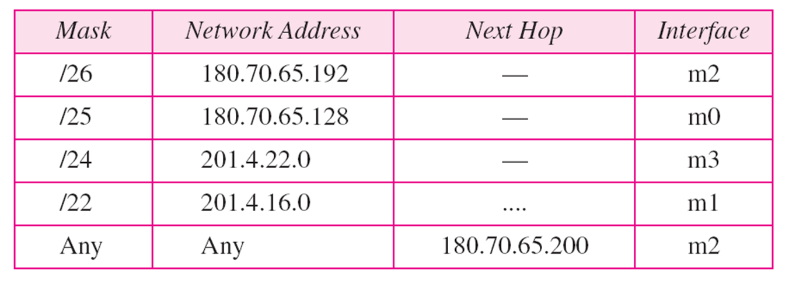 Mask Network Address Next Hop Interface
/26 180.70.65.192 — m2
/25 180.70.65.128 — m0
/24 201.4.22.0 — m3
/22 201.4.16.0 .... m1
Any Any 180.70.65.200 m2